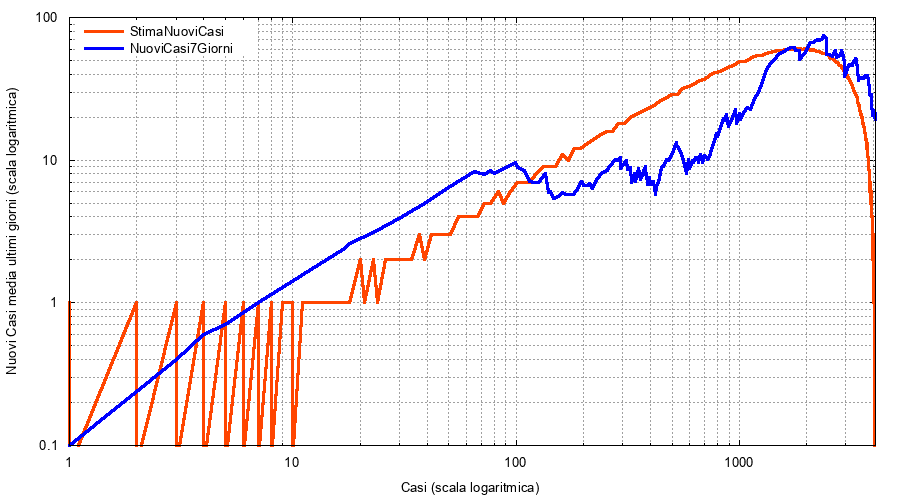 100
StimaNuoviCasi
NuoviCasi7Giorni
10
1
0.1
Nuovi Casi media ultimi giorni (scala logaritmica)
1
10
100
1000
Casi (scala logaritmica)